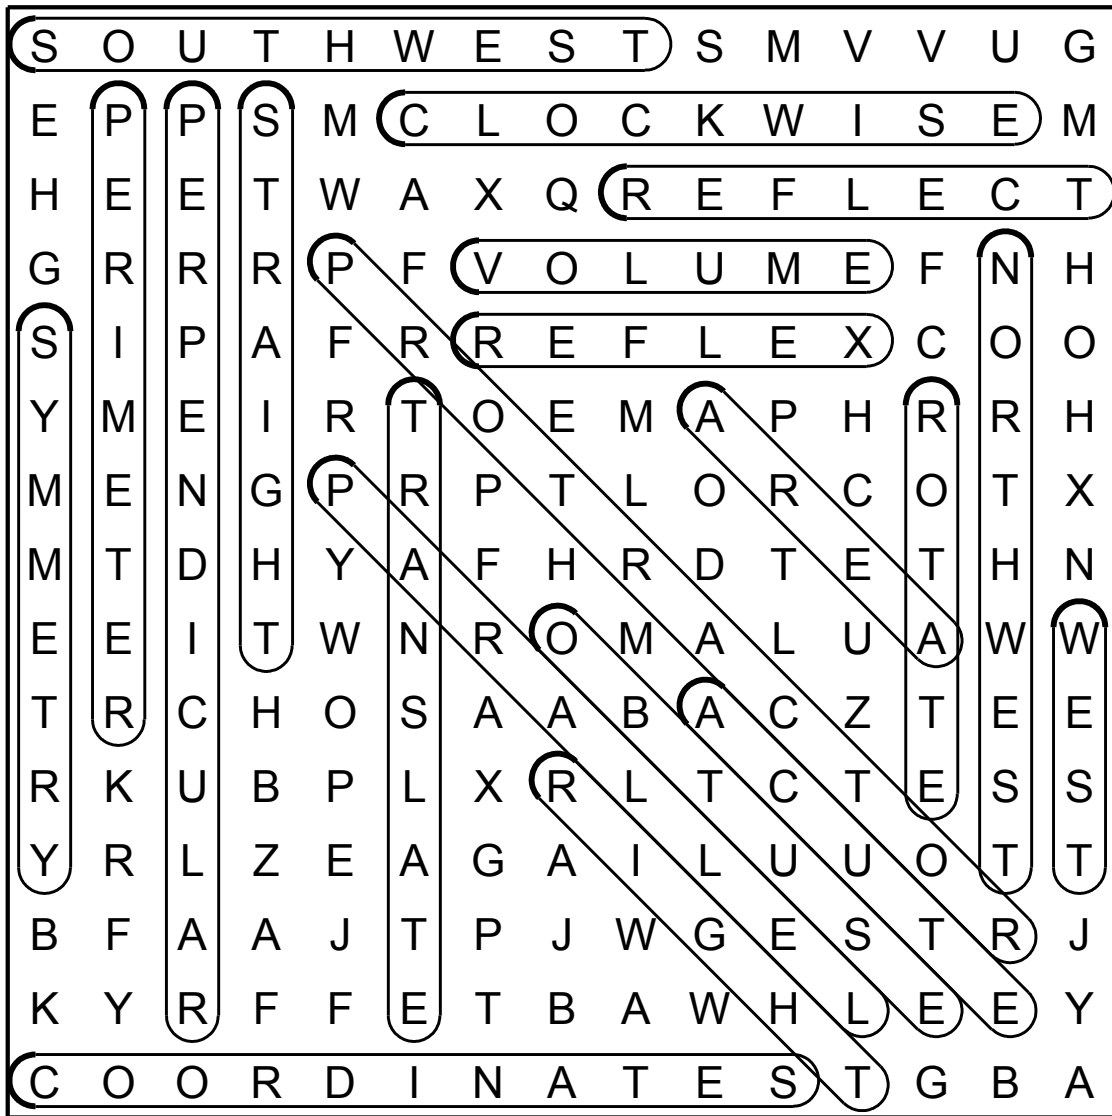 S O U T H W E S T S M V V U G
E P P S M C L O C K W I S E M
H E E T W A X Q R E F L E C T
G R R R P F V O L U M E F N H
S I P A F R R E F L E X C O O
Y M E I R T O E M A P H R R H
M E N G P R P T L O R C O T X
M T D H Y A F H R D T E T H N
E E I T W N R O M A L U A W W
T R C H O S A A B A C Z T E E
R K U B P L X R L T C T E S S
Y R L Z E A G A I L U U O T T
B F A A J T P J W G E S T R J
K Y R F F E T B A W H L E E Y
C O O R D I N A T E S T G B A